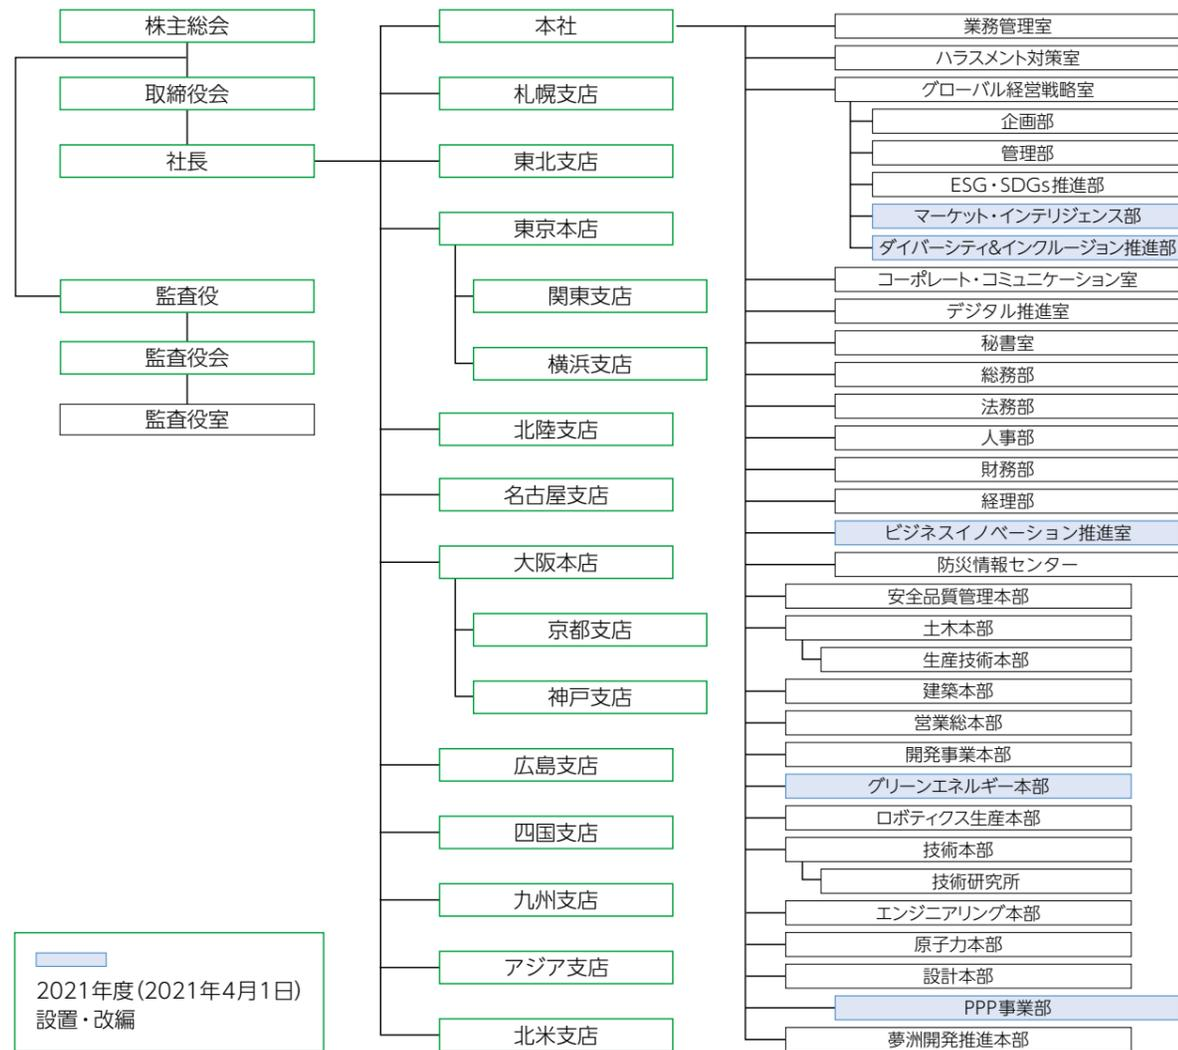 株主総会
取締役会
社長
監査役
監査役会
監査役室
本社
札幌支店
東北支店
東京本店
関東支店
横浜支店
北陸支店
名古屋支店
大阪本店
京都支店
神戸支店
広島支店
四国支店
九州支店
アジア支店
北米支店
業務管理室
ハラスメント対策室
グローバル経営戦略室
企画部
管理部
ESG・SDGs推進部
マーケット・インテリジェンス部
ダイバーシティ&インクルージョン推進部
コーポレート・コミュニケーション室
デジタル推進室
秘書室
総務部
法務部
人事部
財務部
経理部
ビジネスイノベーション推進室
防災情報センター
安全品質管理本部
土木本部
生産技術本部
建築本部
営業総本部
開発事業本部
グリーンエネルギー本部
ロボティクス生産本部
技術本部
技術研究所
エンジニアリング本部
原子力本部
設計本部
PPP事業部
夢洲開発推進本部
2021年度(2021年4月1日)
設置・改編